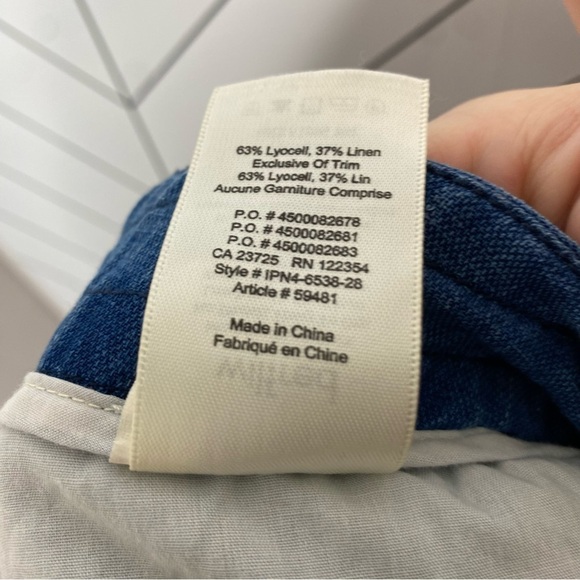 63% Lyocell, 37% Linen
Exclusive Of Trim
63% Lyocell, 37% Lin
Aucune Garniture Comprise
P.O. # 4500082678
P.O. # 4500082681
P.O. # 4500082683
CA 23725 RN 122354
Style # IPN4-6538-28
Article # 59481
Made in China
Fabriqué en Chine
Wilfred